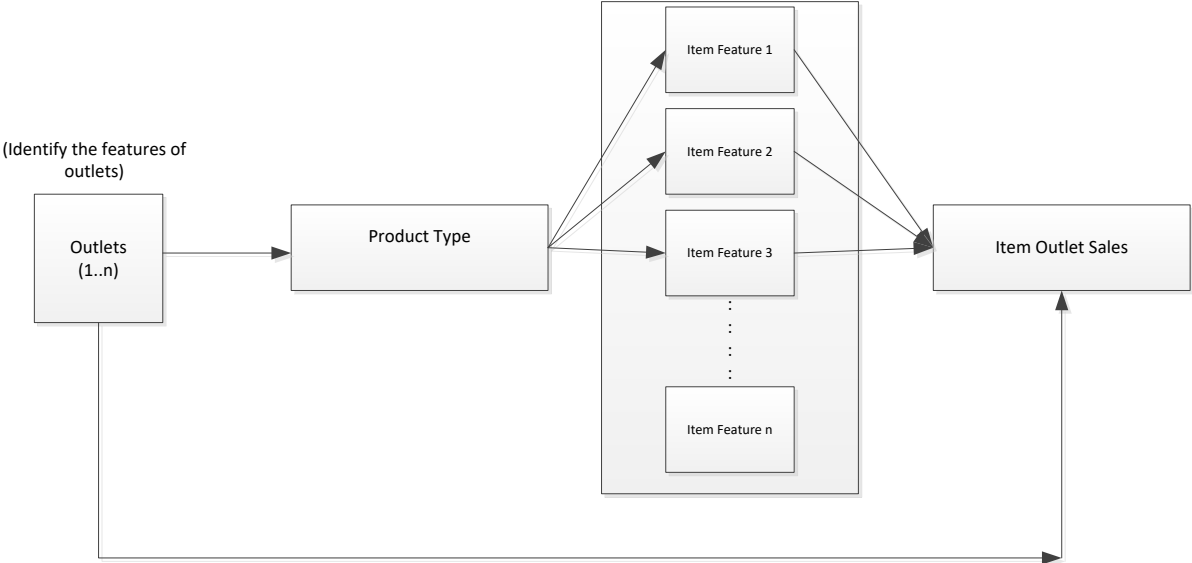 (Identify the features of
outlets)
Outlets
(1..n)
Product Type
Item Feature 1
Item Feature 2
Item Feature 3
Item Feature n
Item Outlet Sales